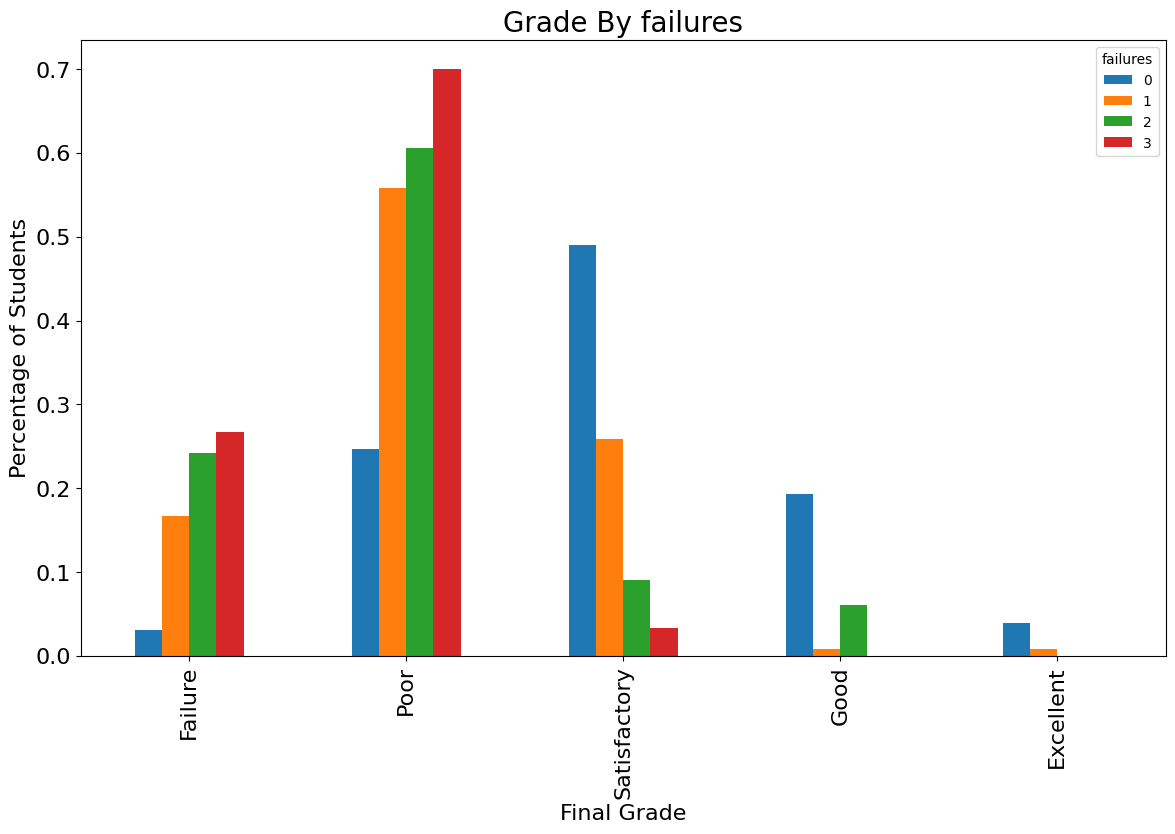 Grade By failures
failures
0
1
2
3
Percentage of Students
0.7
0.6
0.5
0.4
0.3
0.2
0.1
0.0
Failure
Poor
Satisfactory
Good
Excellent
Final Grade